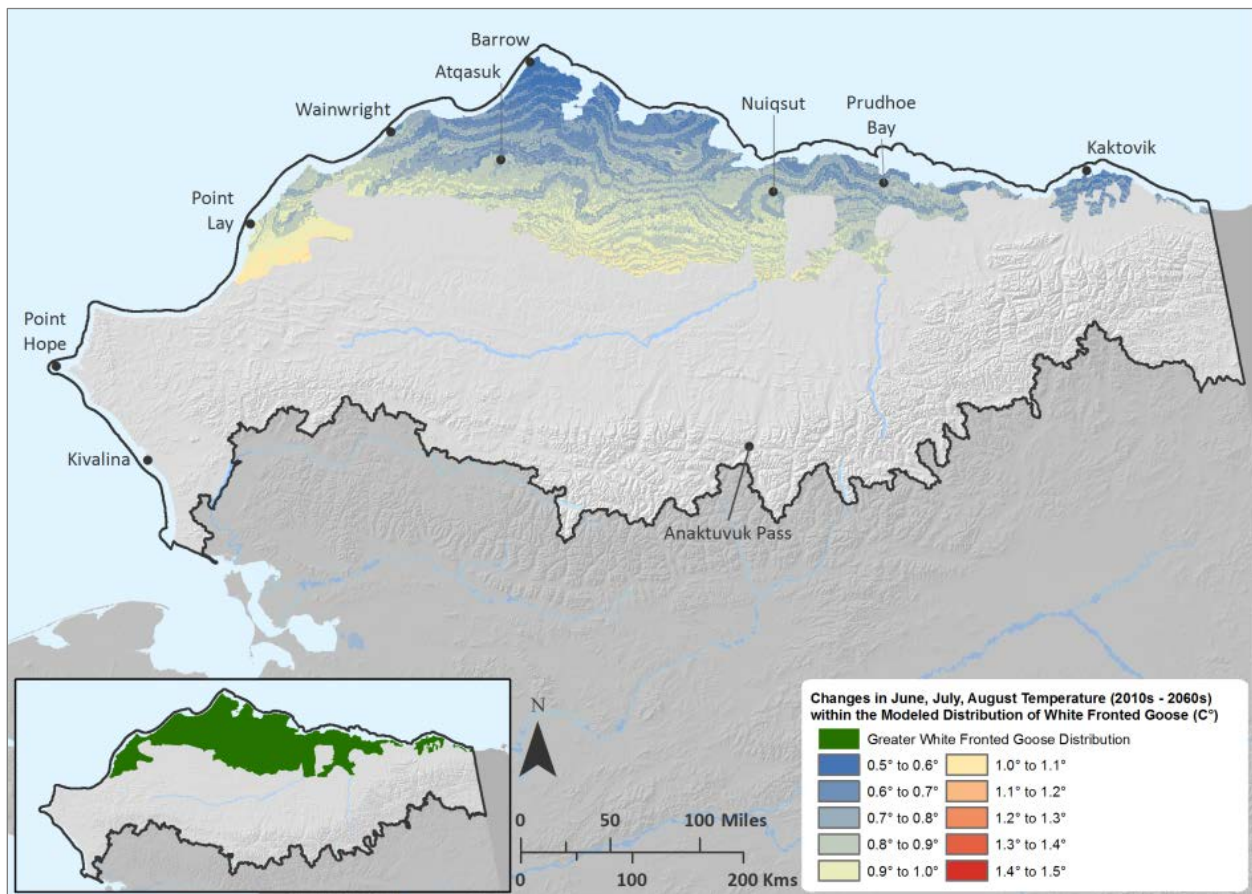 Barrow
Atqasuk
Wainwright
Nuiqsut
Prudhoe
Bay
Kaktovik
Point
Lay
Point
Hope
Kivalina
Anaktuvuk Pass
N
0 50 100 Miles
0 100 200 Kms
Changes in June, July, August Temperature (2010s - 2060s)
within the Modeled Distribution of White Fronted Goose (C°)
Greater White Fronted Goose Distribution
0.5° to 0.6°
0.6° to 0.7°
0.7° to 0.8°
0.8° to 0.9°
0.9° to 1.0°
1.0° to 1.1°
1.1° to 1.2°
1.2° to 1.3°
1.3° to 1.4°
1.4° to 1.5°